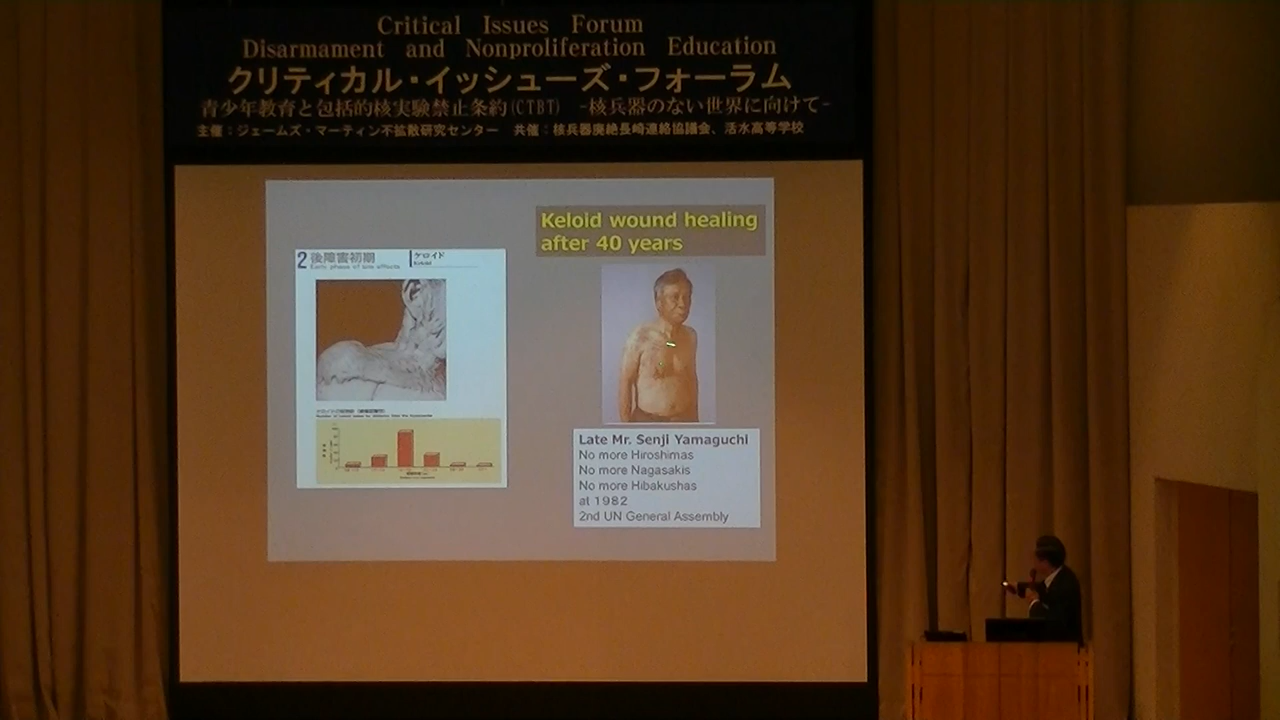 Critical Issues Forum
Disarmament and Nonproliferation Education
クリティカル・イッシューズ・フォーラム
青少年教育と包括的核実験禁止条約(CTBT) -核兵器のない世界に向けて-
主催：ジェームズ・マーティン不拡散研究センター 共催：核兵器廃絶長崎連絡協議会、活水高等学校
Keloid wound healing
after 40 years
2 後障害初期 ケロイド
Early phase of late effects Keloid
Late Mr. Senji Yamaguchi
No more Hiroshimas
No more Nagasakis
No more Hibakushas
at 1982
2nd UN General Assembly